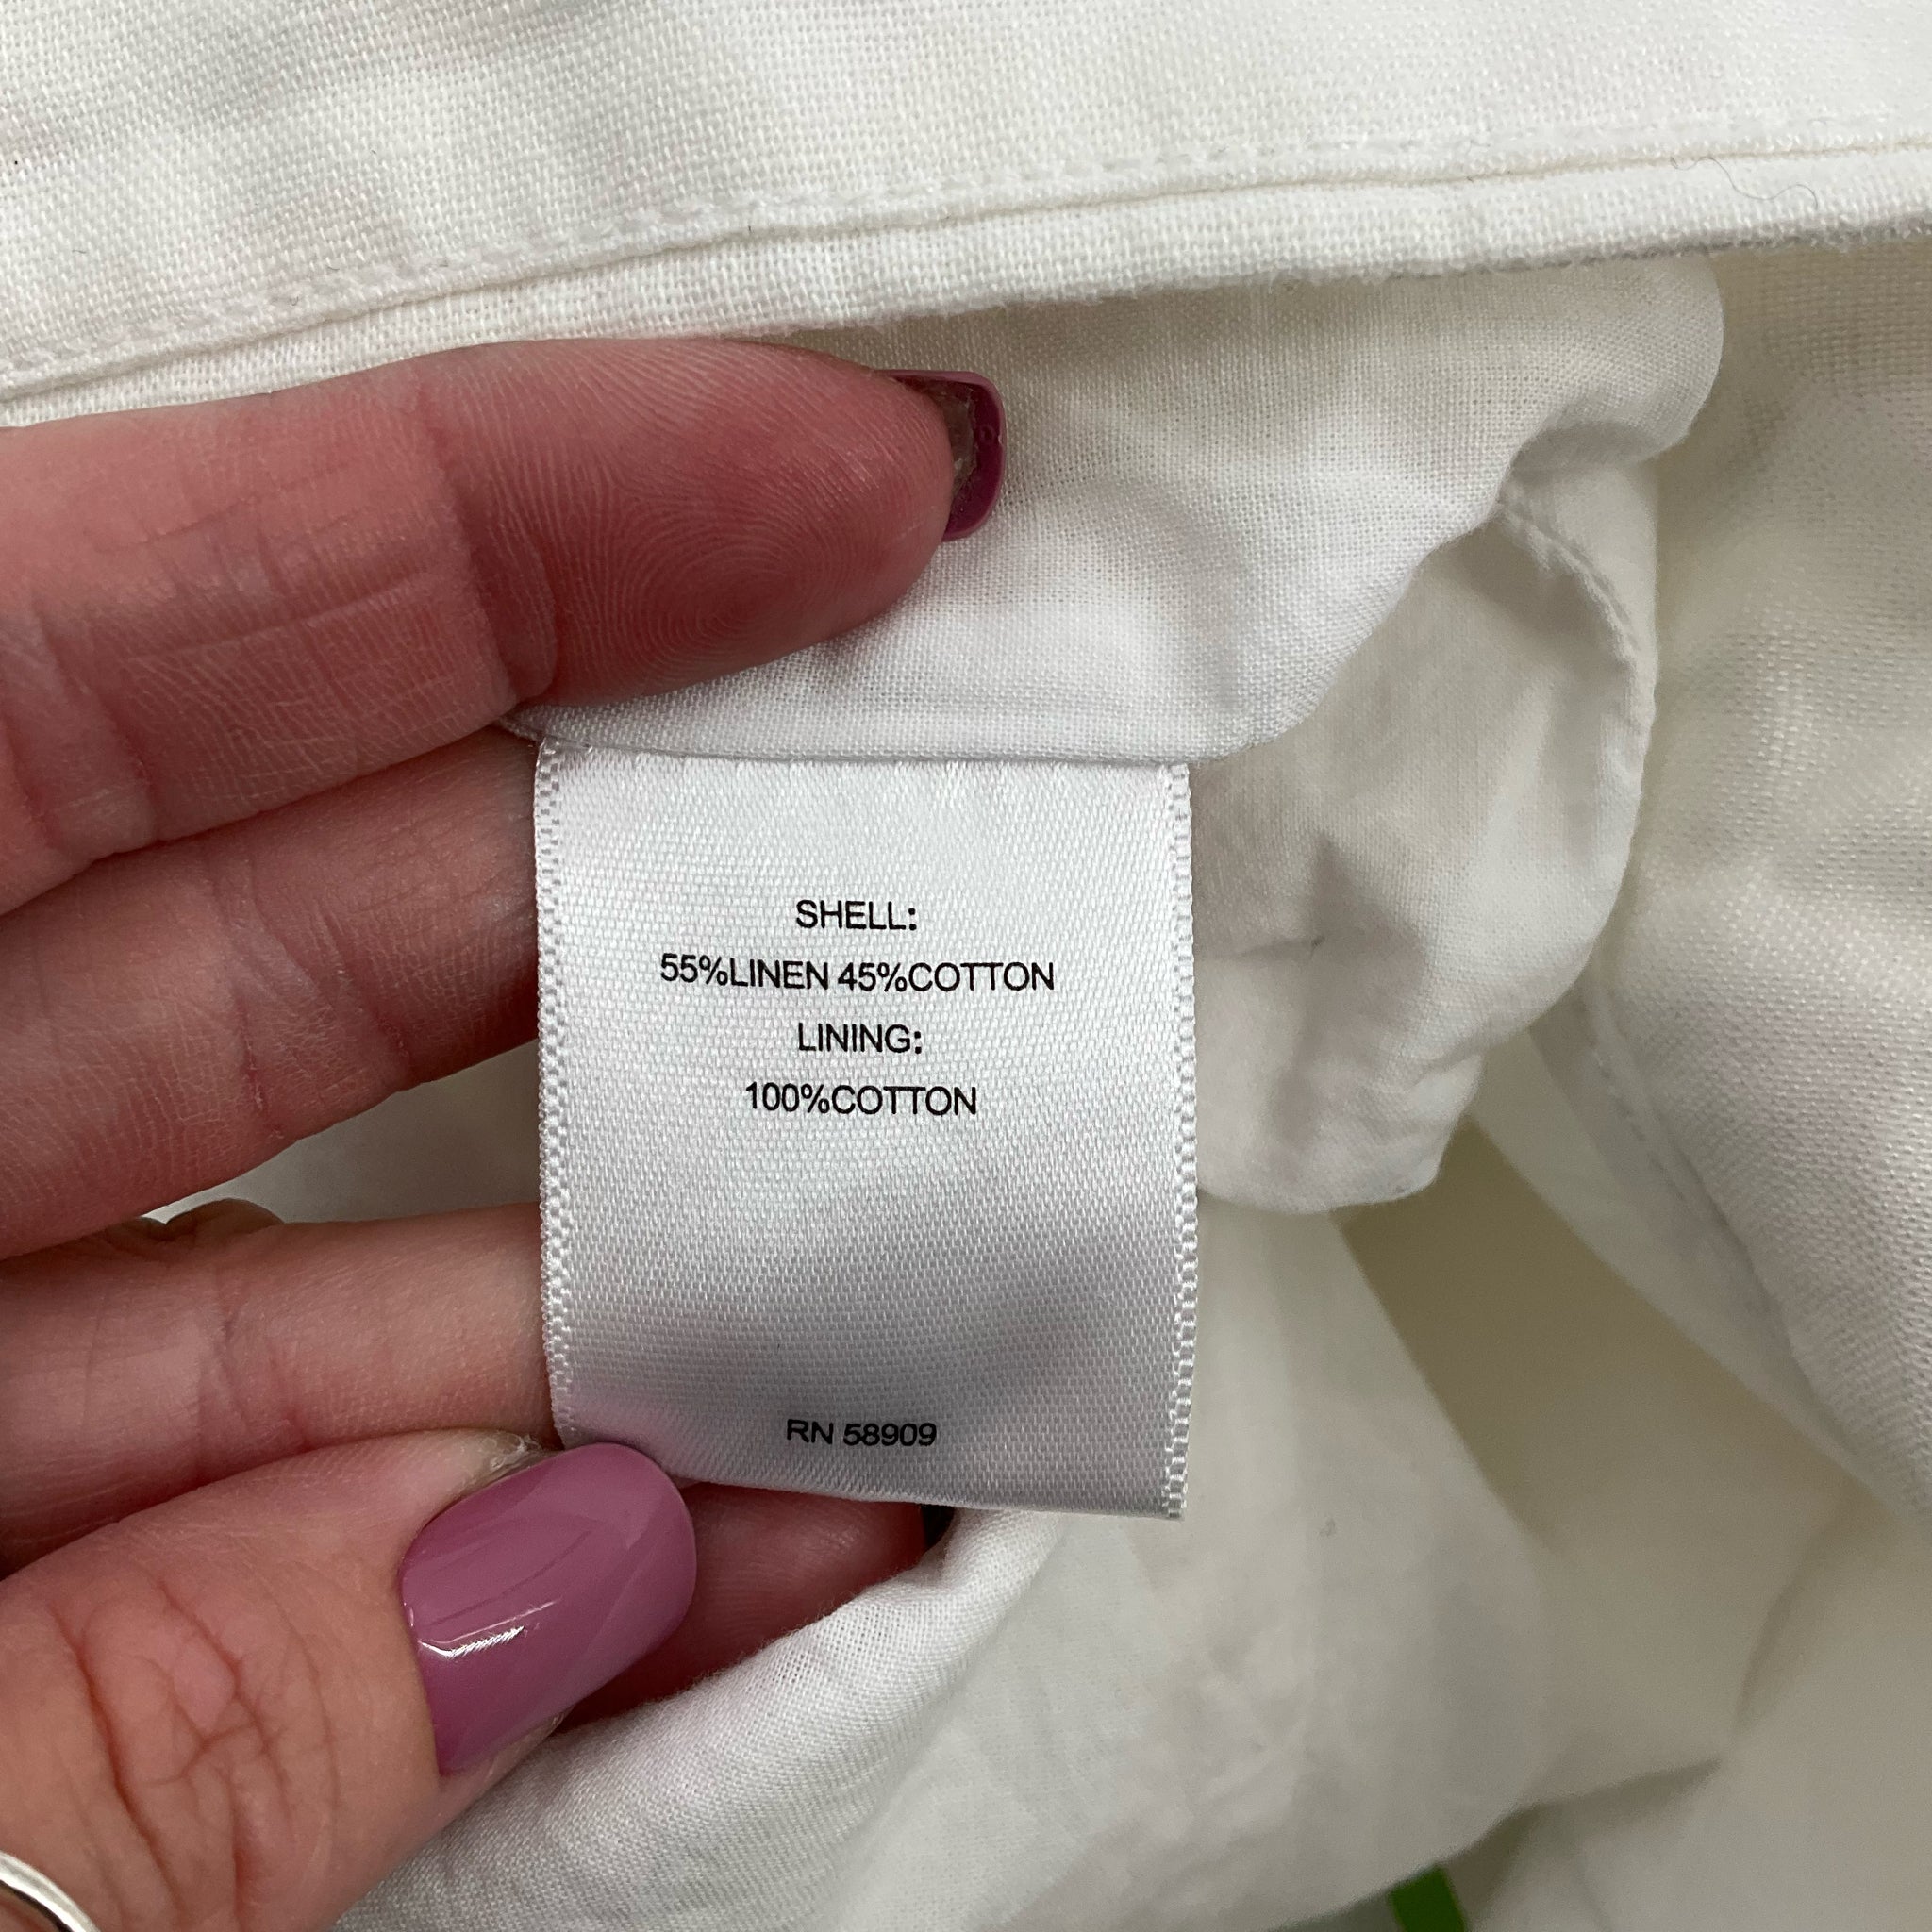 SHELL:
55%LINEN 45%COTTON
LINING:
100%COTTON
RN 58909